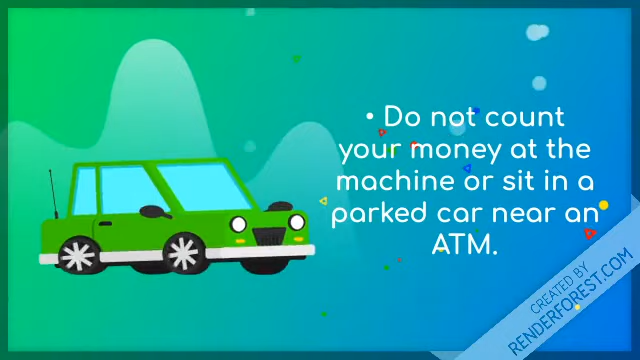 • Do not count
your money at the
machine or sit in a
parked car near an
ATM.
CREATED BY
RENDERFOREST.COM